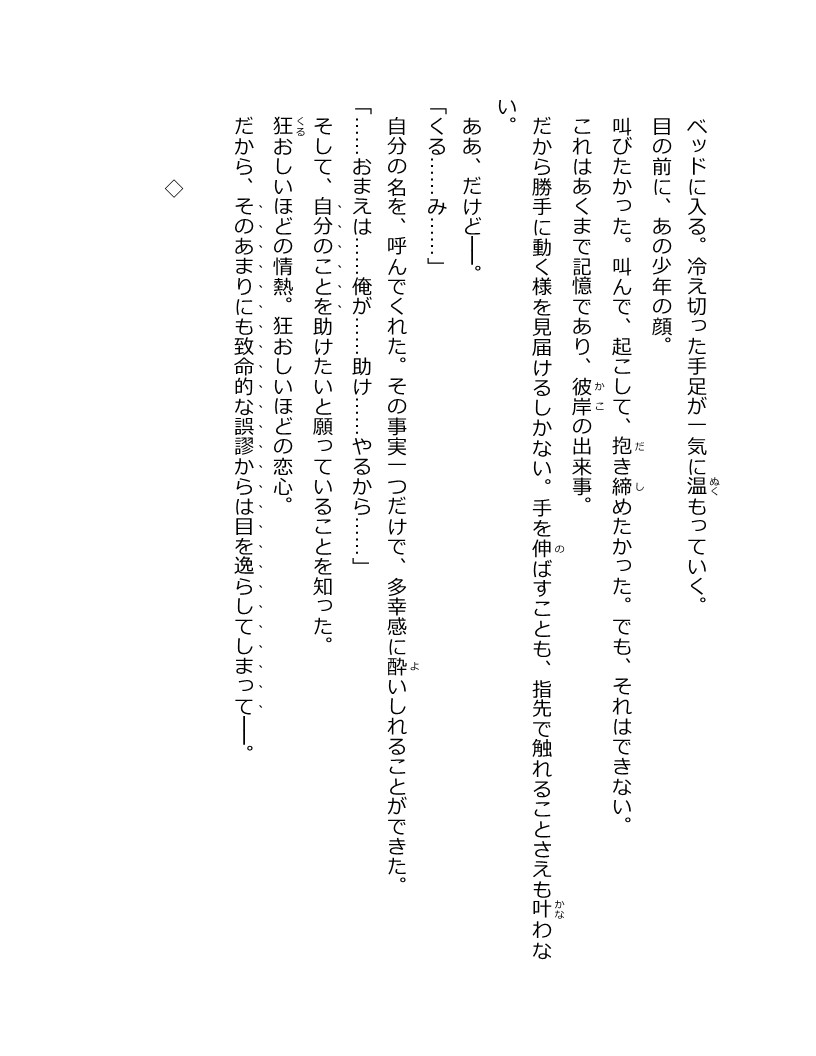 ベッドに入る。冷え切った手足が一気に温もっていく。
目の前に、あの少年の顔。
叫びたかった。叫んで、起こして、抱き締めたかった。でも、それはできない。
これはあくまで記憶であり、彼岸の出来事。
だから勝手に動く様を見届けるしかない。手を伸ばすことも、指先で触れることさえも叶わな
い。
ああ、だけど――。
「くる……み……」
自分の名を、呼んでくれた。その事実一つだけで、多幸感に酔いしれることができた。
「……おまえは……俺が……助け……やるから……」
そして、自分のことを助けたいと願っていることを知った。
狂おしいほどの情熱。狂おしいほどの恋心。
だから、そのあまりにも致命的な誤謬からは目を逸らしてしまって――。
◇